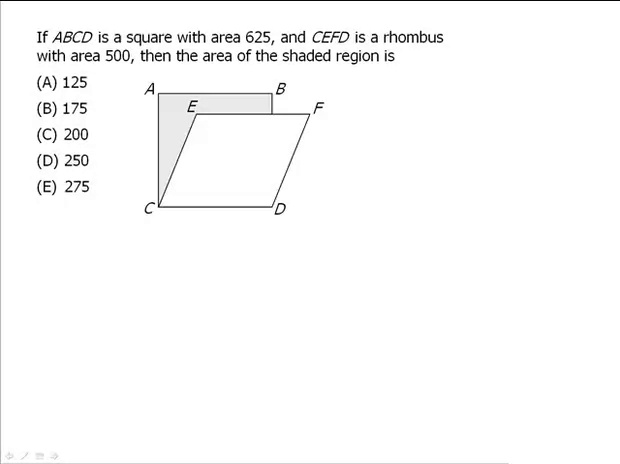 If ABCD is a square with area 625, and CEFD is a rhombus
with area 500, then the area of the shaded region is
(A) 125
(B) 175
(C) 200
(D) 250
(E) 275
A
B
E
F
C
D